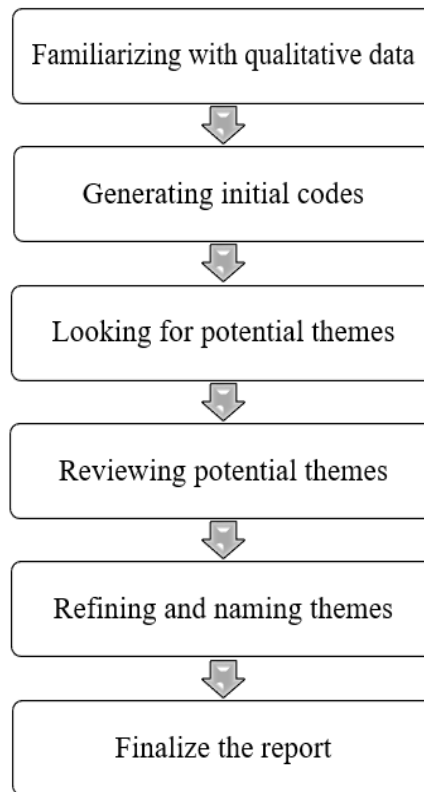 Familiarizing with qualitative data
Generating initial codes
Looking for potential themes
Reviewing potential themes
Refining and naming themes
Finalize the report